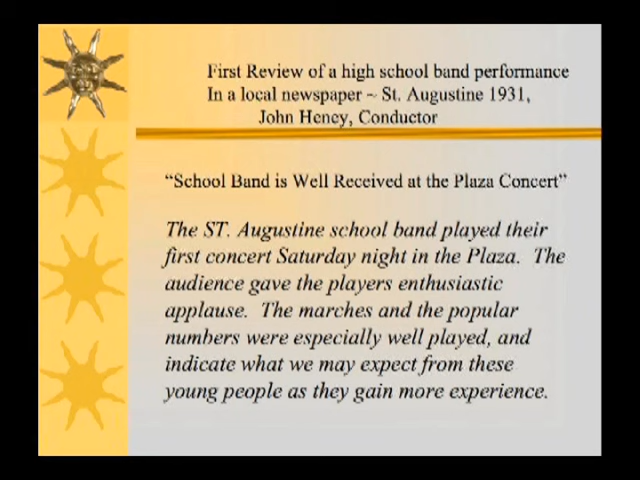 First Review of a high school band performance
In a local newspaper ~ St. Augustine 1931,
John Heney, Conductor
“School Band is Well Received at the Plaza Concert”
The ST. Augustine school band played their
first concert Saturday night in the Plaza. The
audience gave the players enthusiastic
applause. The marches and the popular
numbers were especially well played, and
indicate what we may expect from these
young people as they gain more experience.